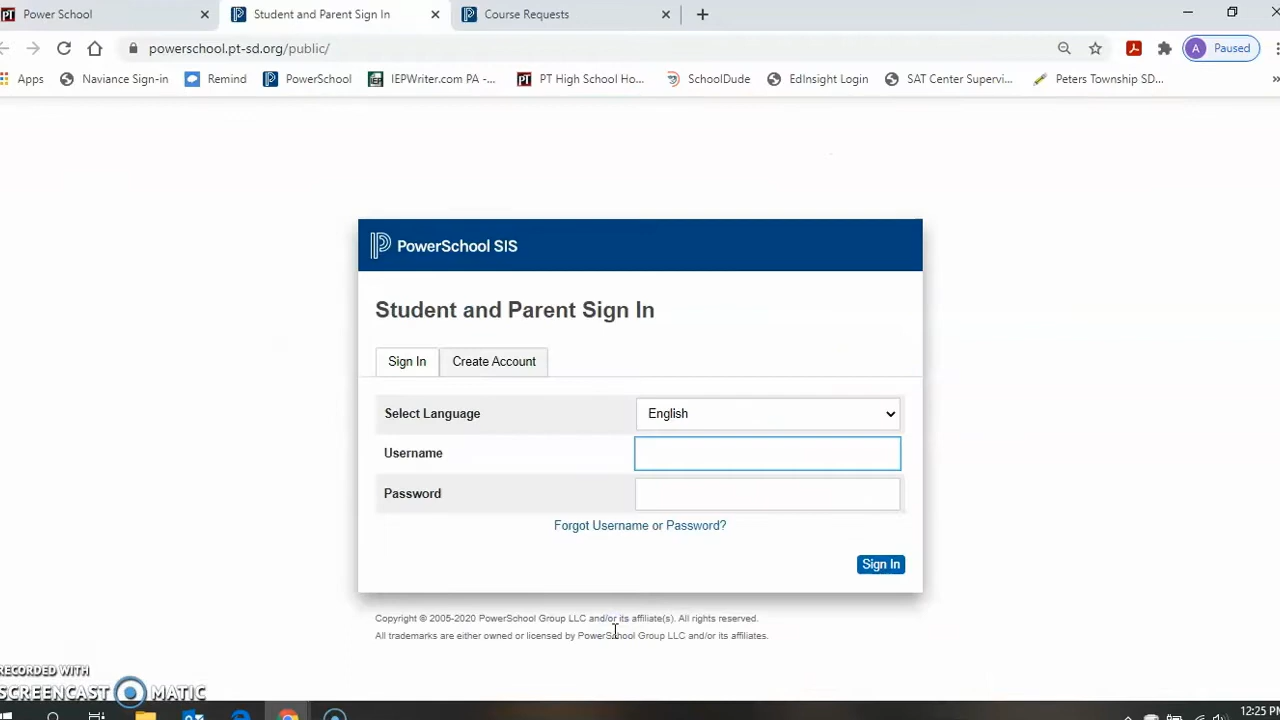 Power School
Student and Parent Sign In
Course Requests
powerschool.pt-sd.org/public/
A Paused
Apps
Naviance Sign-in
Remind
PowerSchool
IEPWriter.com PA -...
PT High School Ho...
SchoolDude
EdInsight Login
SAT Center Supervi...
Peters Township SD...
PowerSchool SIS
Student and Parent Sign In
Sign In
Create Account
Select Language
English
Username
Password
Forgot Username or Password?
Sign In
Copyright © 2005-2020 PowerSchool Group LLC and/or its affiliate(s). All rights reserved.
All trademarks are either owned or licensed by PowerSchool Group LLC and/or its affiliates.
RECORDED WITH
SCREENCAST MATIC
12:25 PM